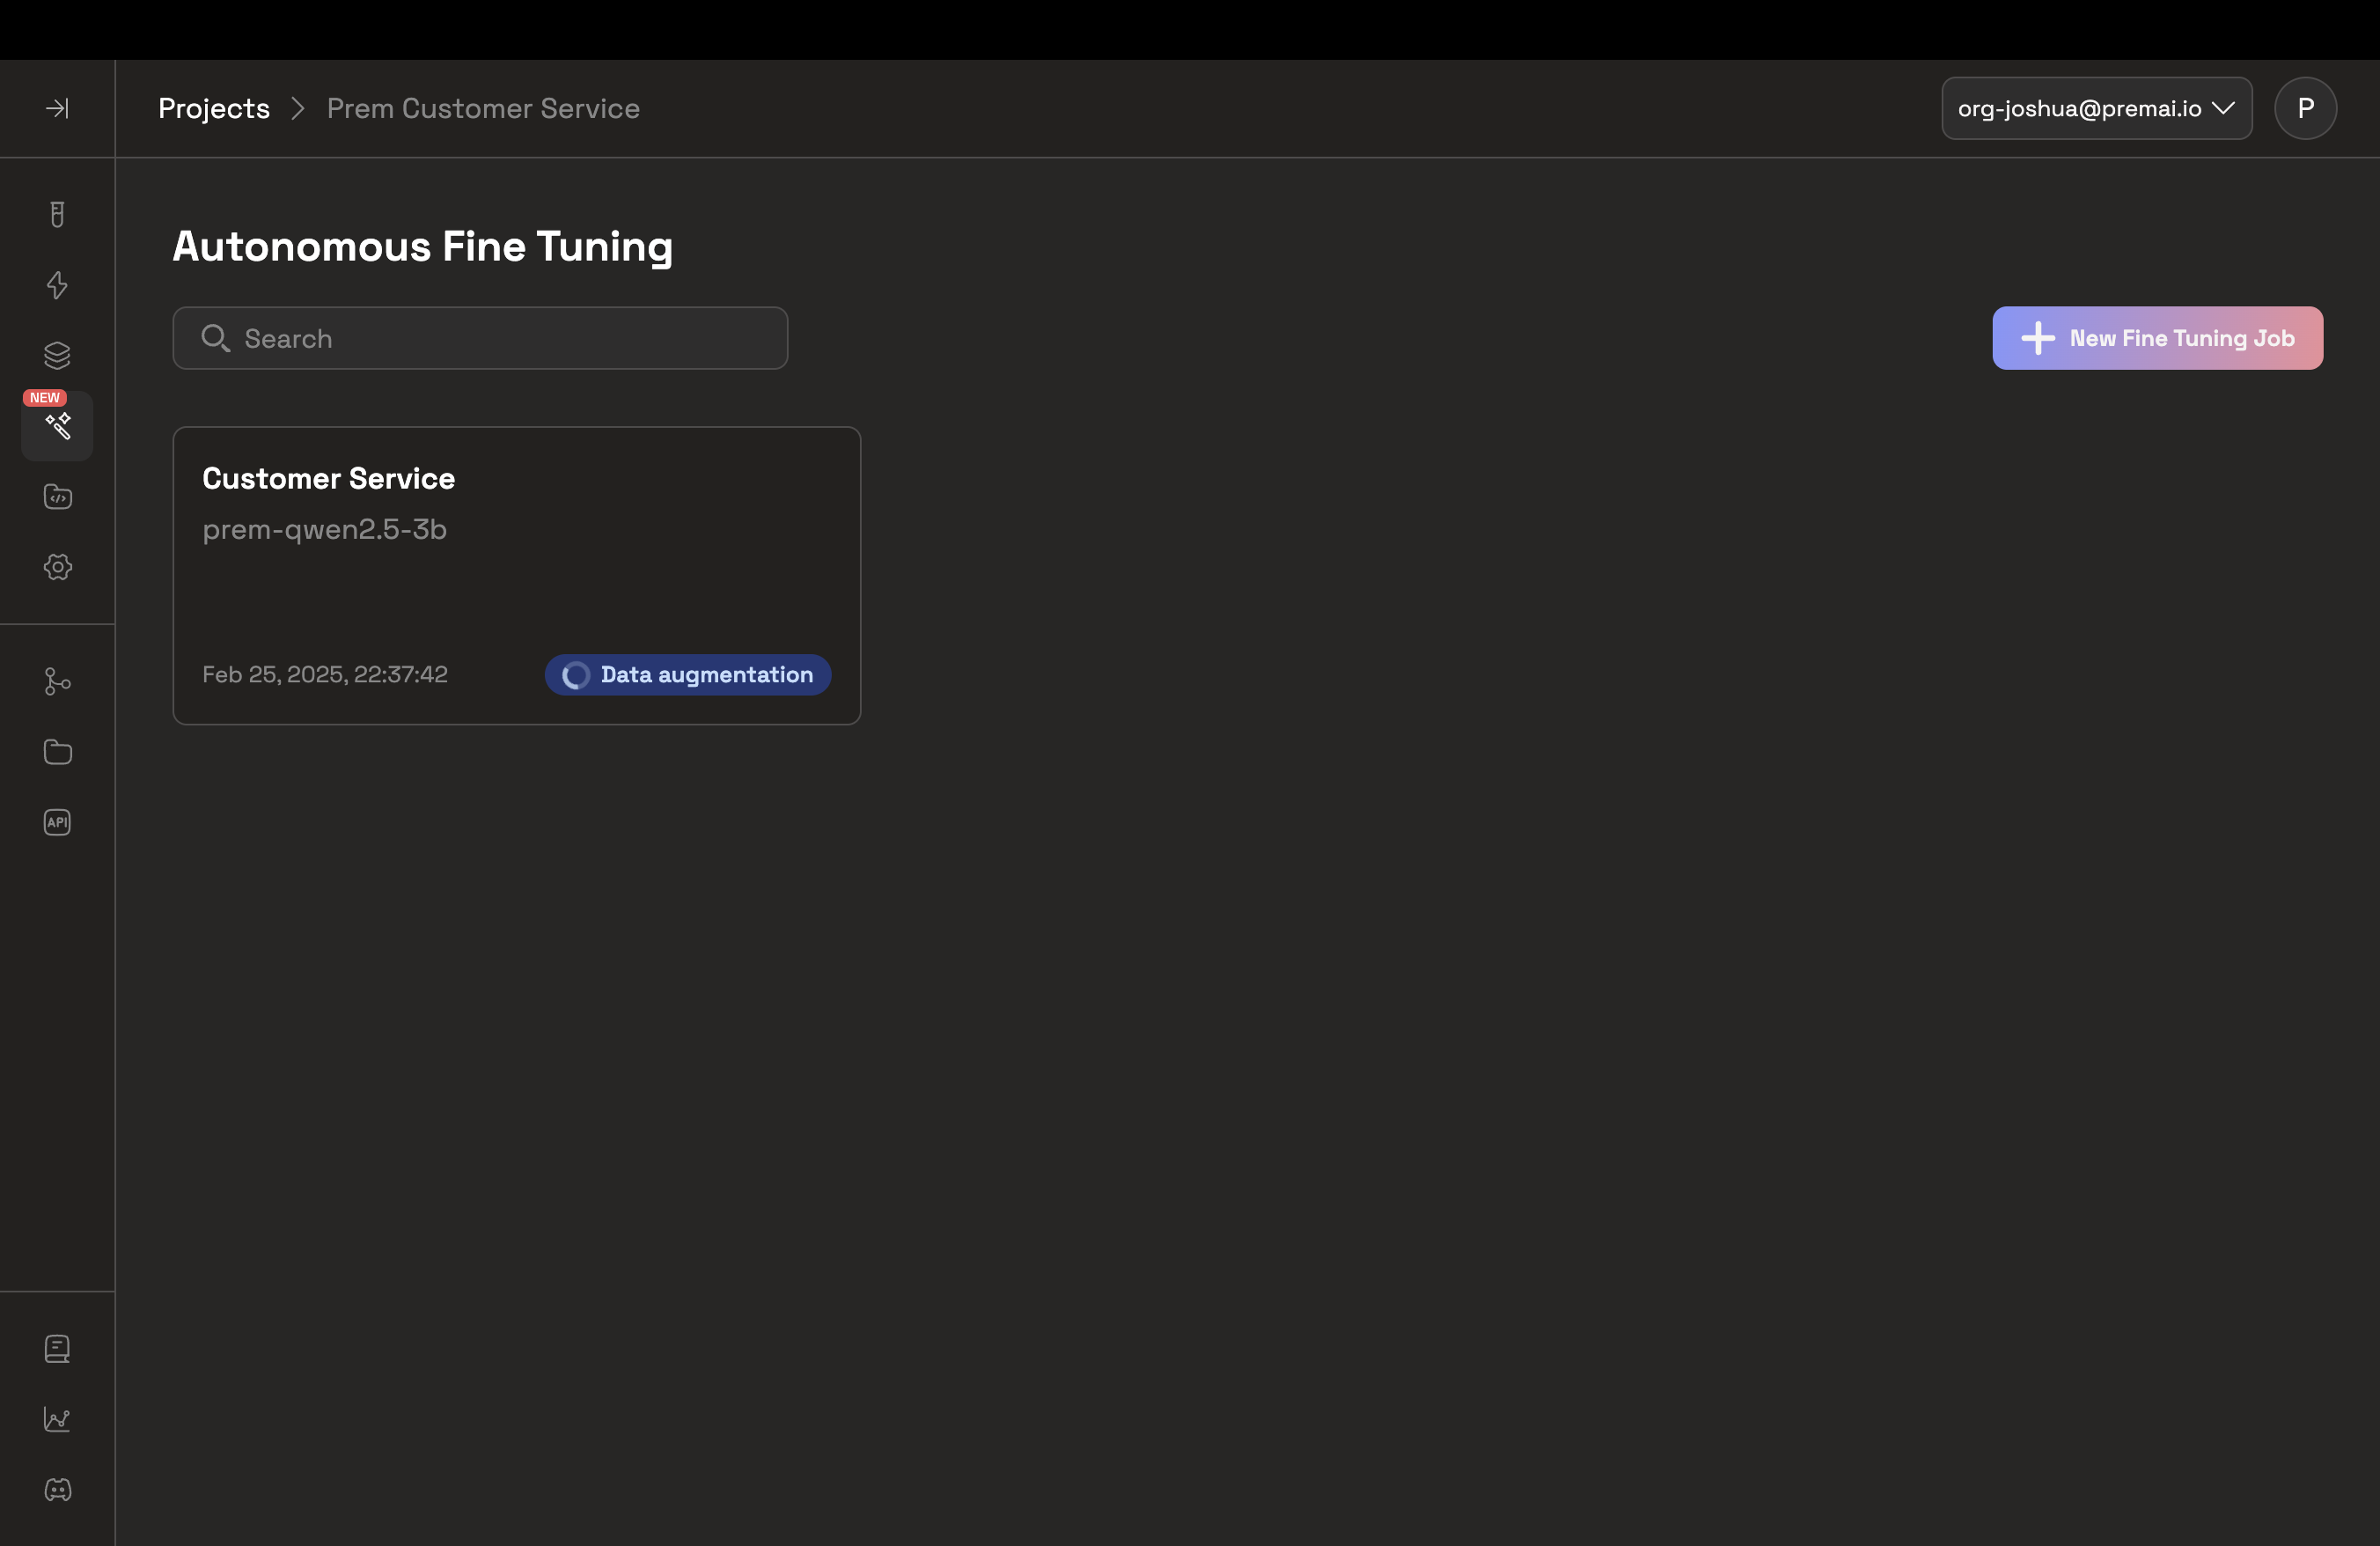 Projects > Prem Customer Service
org-joshua@premai.io
P
Autonomous Fine Tuning
Search
New Fine Tuning Job
NEW
Customer Service
prem-qwen2.5-3b
Feb 25, 2025, 22:37:42
Data augmentation
API